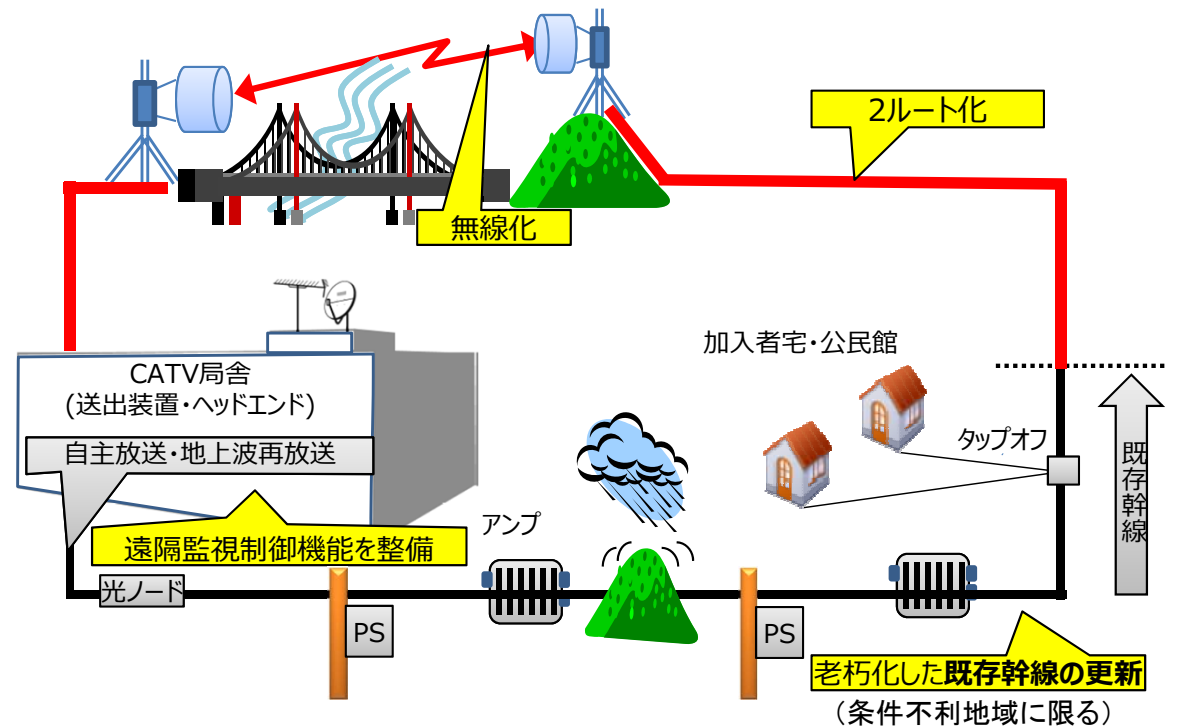 2ルート化
無線化
加入者宅・公民館
CATV局舎
(送出装置・ヘッドエンド)
自主放送・地上波再放送
タップオフ
既存幹線
アンプ
遠隔監視制御機能を整備
光ノード
PS
PS
老朽化した既存幹線の更新
（条件不利地域に限る）